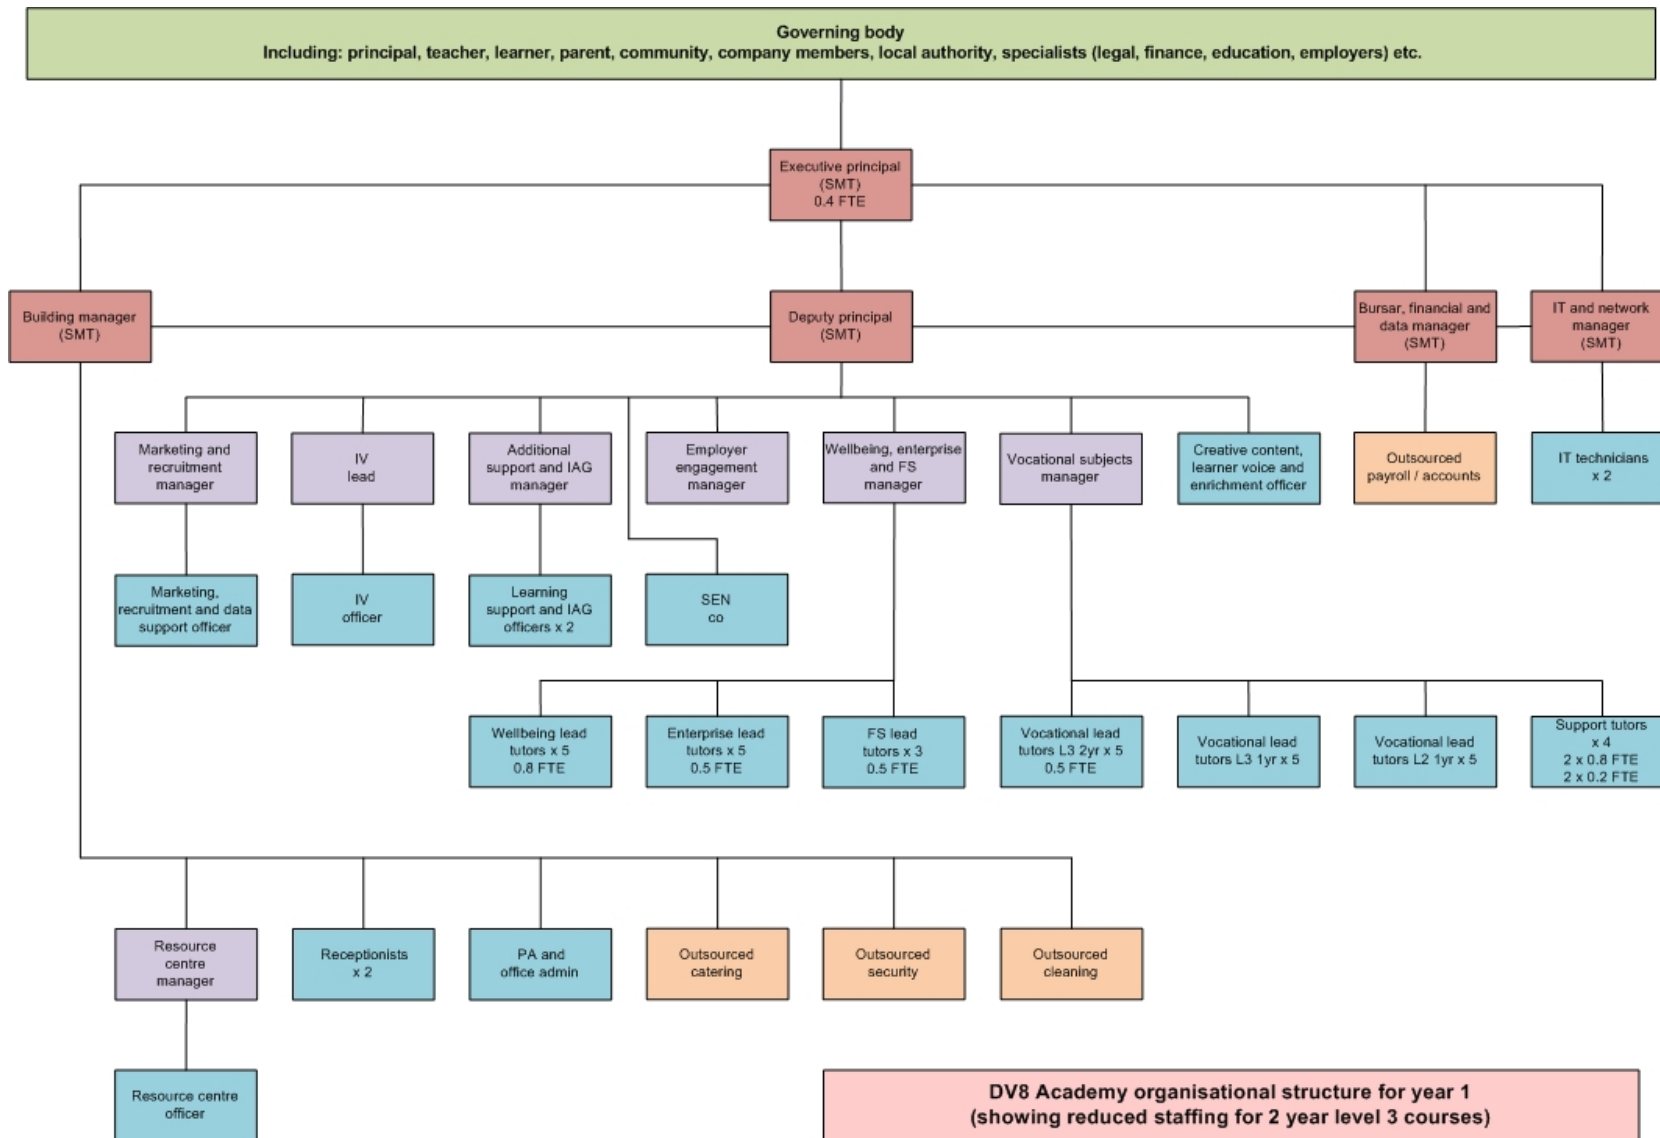 Governing body
Including: principal, teacher, learner, parent, community, company members, local authority, specialists (legal, finance, education, employers) etc.
Executive principal
(SMT)
0.4 FTE
Building manager
(SMT)
Deputy principal
(SMT)
Bursar, financial and
data manager
(SMT)
IT and network
manager
(SMT)
Marketing and
recruitment
manager
IV
lead
Additional
support and IAG
manager
Employer
engagement
manager
Wellbeing, enterprise
and FS
manager
Vocational subjects
manager
Creative content,
learner voice and
enrichment officer
Outsourced
payroll / accounts
IT technicians
x 2
Marketing,
recruitment and data
support officer
IV
officer
Learning
support and IAG
officers x 2
SEN
co
Wellbeing lead
tutors x 5
0.8 FTE
Enterprise lead
tutors x 5
0.5 FTE
FS lead
tutors x 3
0.5 FTE
Vocational lead
tutors L3 2yr x 5
0.5 FTE
Vocational lead
tutors L3 1yr x 5
Vocational lead
tutors L2 1yr x 5
Support tutors
x 4
2 x 0.8 FTE
2 x 0.2 FTE
Resource
centre
manager
Receptionists
x 2
PA and
office admin
Outsourced
catering
Outsourced
security
Outsourced
cleaning
Resource centre
officer
DV8 Academy organisational structure for year 1
(showing reduced staffing for 2 year level 3 courses)